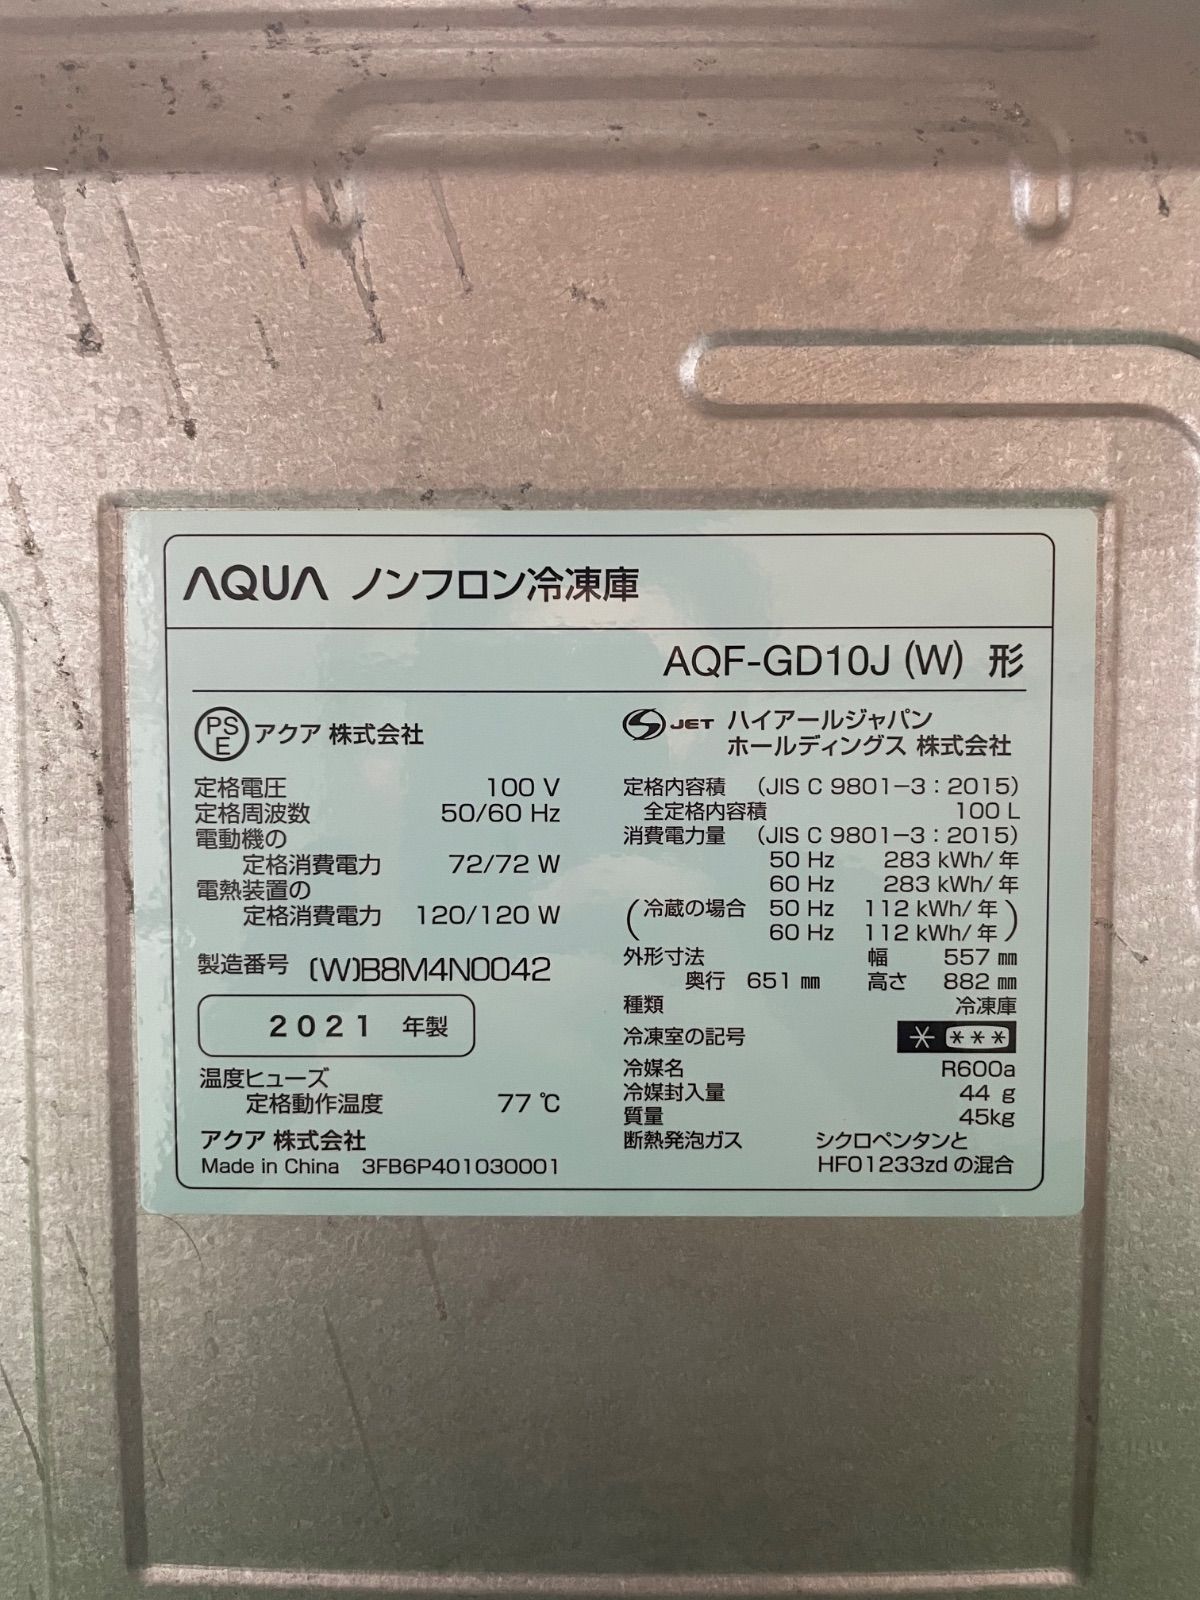 AQUA ノンフロン冷凍庫
AQF-GD10J (W) 形
PSE アクア 株式会社
定格電圧 100 V
定格周波数 50/60 Hz
電動機の
定格消費電力 72/72 W
電熱装置の
定格消費電力 120/120 W
製造番号 (W)B8M4N0042
2021 年製
温度ヒューズ
定格動作温度 77 ℃
アクア 株式会社
Made in China 3FB6P401030001
S JET ハイアールジャパン
ホールディングス 株式会社
定格内容積 (JIS C 9801-3:2015)
全定格内容積 100 L
消費電力量 (JIS C 9801-3:2015)
50 Hz 283 kWh/年
60 Hz 283 kWh/年
(冷蔵の場合 50 Hz 112 kWh/年
60 Hz 112 kWh/年)
外形寸法 幅 557 ㎜
奥行 651 ㎜ 高さ 882 ㎜
種類 冷凍庫
冷凍室の記号 * ***
冷媒名 R600a
冷媒封入量 44 g
質量 45kg
断熱発泡ガス シクロペンタンと
HFO1233zdの混合